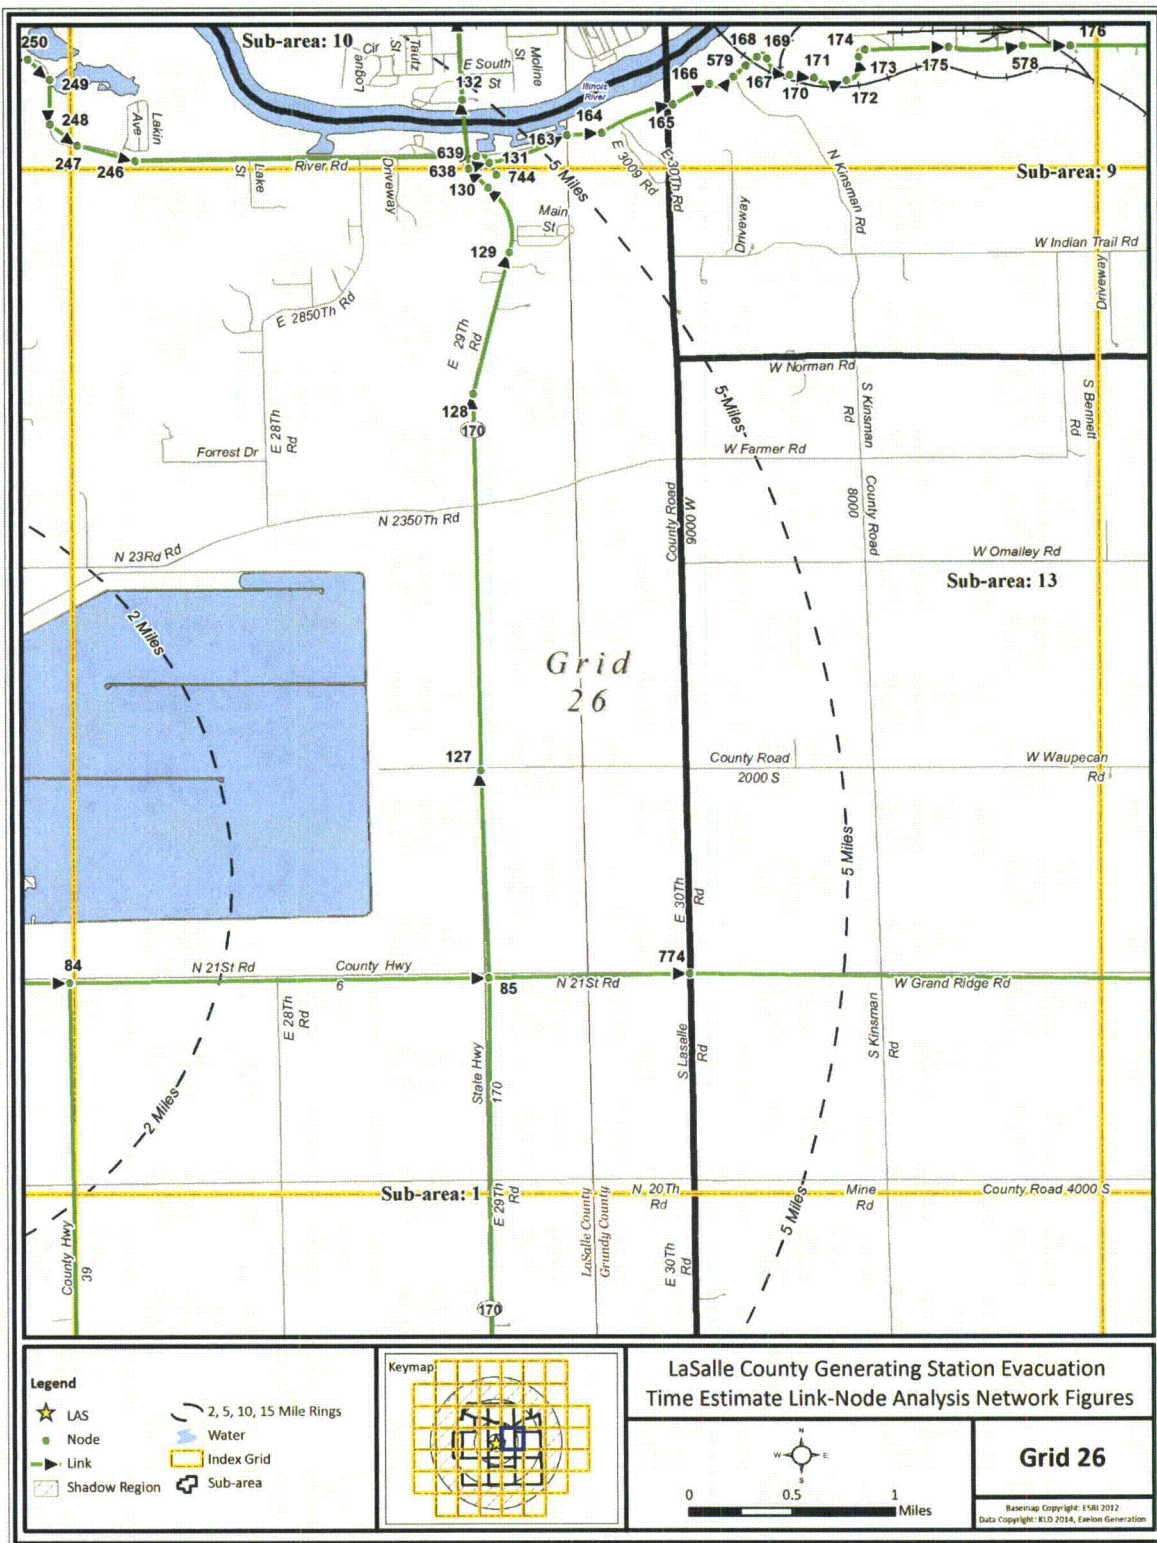 250
Sub-area: 10
Cir
Logan
St
Tautz
St
Moline
E South
St
168
169
174
176
249
132
Illinois
River
166
579
171
167
173
175
578
170
172
248
Lakin
Ave
164
165
163
247
246
River Rd
Lake
St
Driveway
639
638
131
744
130
5 Miles
E 3009 Rd
E 30Th Rd
N Kinsman Rd
Sub-area: 9
Main
St
Driveway
W Indian Trail Rd
129
Driveway
E 2850Th Rd
E 29Th
Rd
W Norman Rd
128
170
5-Miles
S Kinsman
Rd
S Bennett
Rd
E 28Th
Rd
Forrest Dr
W Farmer Rd
N 2350Th Rd
County Road
9000 W
County Road
8000
N 23Rd Rd
W Omalley Rd
Sub-area: 13
2 Miles
Grid
26
127
County Road
2000 S
W Waupecan
Rd
5 Miles
E 30Th
Rd
84
N 21St Rd
County Hwy
6
85
N 21St Rd
774
W Grand Ridge Rd
E 28Th
Rd
State Hwy
170
S Lasalle
Rd
S Kinsman
Rd
2 Miles
Sub-area: 1
E 29Th
Rd
N 20Th
Rd
Mine
Rd
County Road 4000 S
County Hwy
39
LaSalle County
Grundy County
E 30Th
Rd
5 Miles
170
Legend
LAS
Node
Link
Shadow Region
2, 5, 10, 15 Mile Rings
Water
Index Grid
Sub-area
Keymap
LaSalle County Generating Station Evacuation
Time Estimate Link-Node Analysis Network Figures
N
W E
S
0 0.5 1
Miles
Grid 26
Basemap Copyright: ESRI 2012
Data Copyright: KLD 2014, Exelon Generation